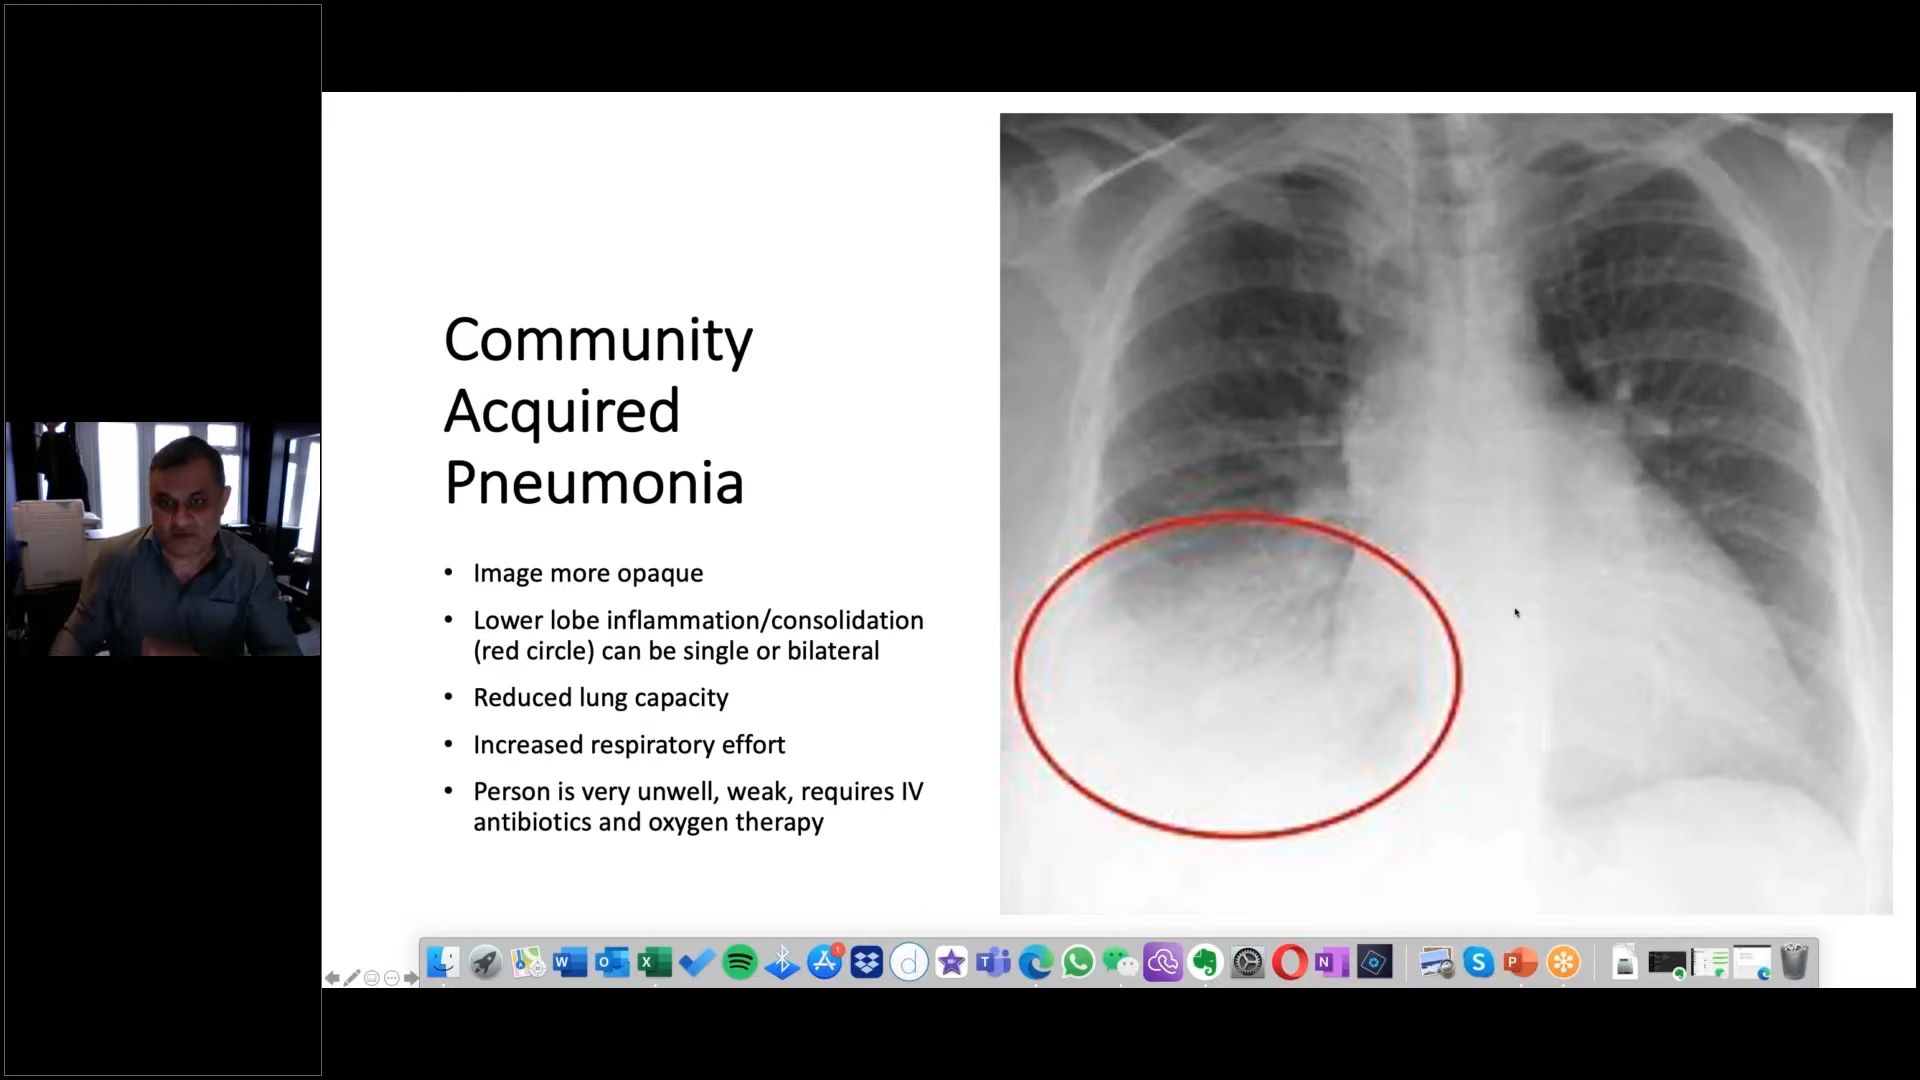 Community
Acquired
Pneumonia
• Image more opaque
• Lower lobe inflammation/consolidation
(red circle) can be single or bilateral
• Reduced lung capacity
• Increased respiratory effort
• Person is very unwell, weak, requires IV
antibiotics and oxygen therapy
W O X 1 d T N S P